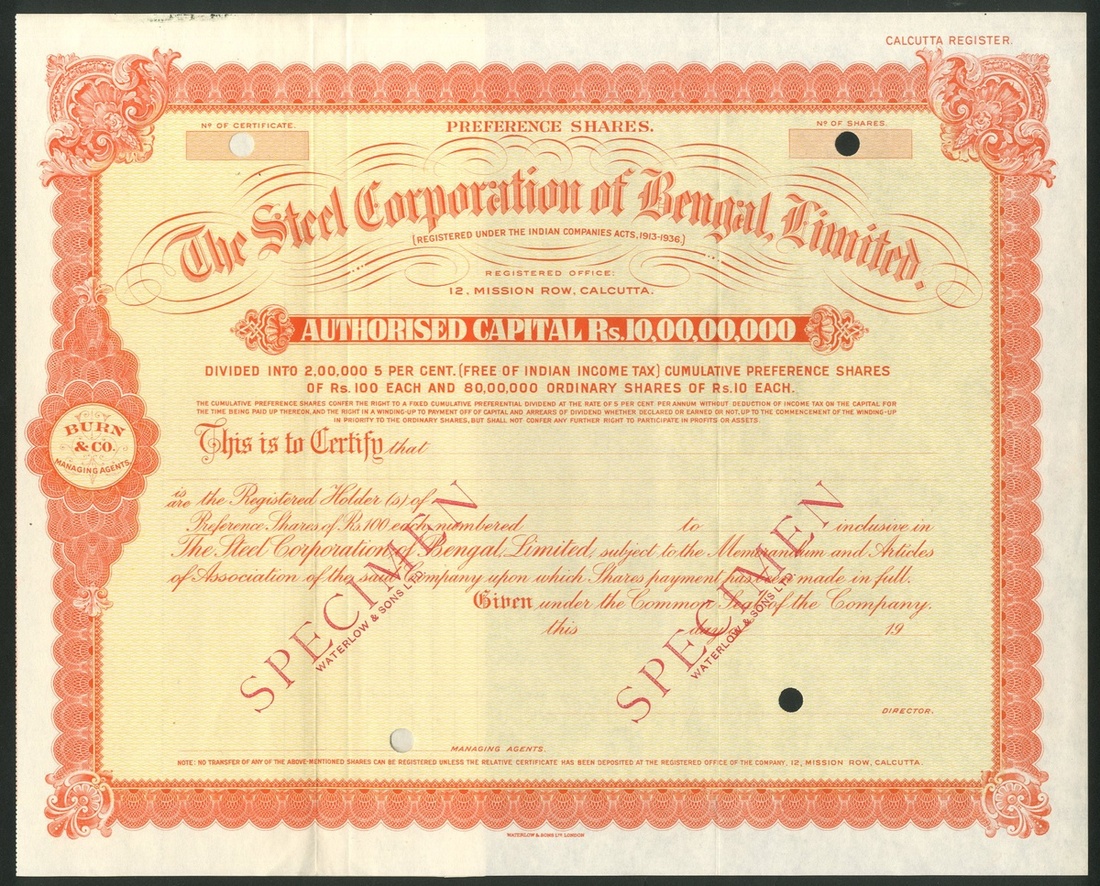 CALCUTTA REGISTER.
Nº OF CERTIFICATE.
PREFERENCE SHARES.
Nº OF SHARES.
The Steel Corporation of Bengal, Limited.
(REGISTERED UNDER THE INDIAN COMPANIES ACTS, 1913-1936.)
REGISTERED OFFICE:
12, MISSION ROW, CALCUTTA.
AUTHORISED CAPITAL Rs. 10,00,00,000
DIVIDED INTO 2,00,000 5 PER CENT. (FREE OF INDIAN INCOME TAX) CUMULATIVE PREFERENCE SHARES
OF Rs. 100 EACH AND 80,00,000 ORDINARY SHARES OF Rs. 10 EACH.
THE CUMULATIVE PREFERENCE SHARES CONFER THE RIGHT TO A FIXED CUMULATIVE PREFERENTIAL DIVIDEND AT THE RATE OF 5 PER CENT PER ANNUM WITHOUT DEDUCTION OF INCOME TAX ON THE CAPITAL FOR
THE TIME BEING PAID UP THEREON, AND THE RIGHT IN A WINDING-UP TO PAYMENT OFF OF CAPITAL AND ARREARS OF DIVIDEND WHETHER DECLARED OR EARNED OR NOT, UP TO THE COMMENCEMENT OF THE WINDING-UP
IN PRIORITY TO THE ORDINARY SHARES, BUT SHALL NOT CONFER ANY FURTHER RIGHT TO PARTICIPATE IN PROFITS OR ASSETS.
BURN
& CO.
MANAGING AGENTS.
This is to Certify that
is
are the Registered Holder(s) of
Preference Shares of Rs. 100 each numbered to inclusive in
The Steel Corporation of Bengal, Limited, subject to the Memorandum and Articles
of Association of the said Company upon which Shares payment has been made in full.
Given under the Common Seal of the Company.
this day of 19
SPECIMEN
WATERLOW & SONS LTD.
SPECIMEN
WATERLOW & SONS LTD.
DIRECTOR.
MANAGING AGENTS.
NOTE: NO TRANSFER OF ANY OF THE ABOVE-MENTIONED SHARES CAN BE REGISTERED UNLESS THE RELATIVE CERTIFICATE HAS BEEN DEPOSITED AT THE REGISTERED OFFICE OF THE COMPANY, 12, MISSION ROW, CALCUTTA.
WATERLOW & SONS LTD. LONDON